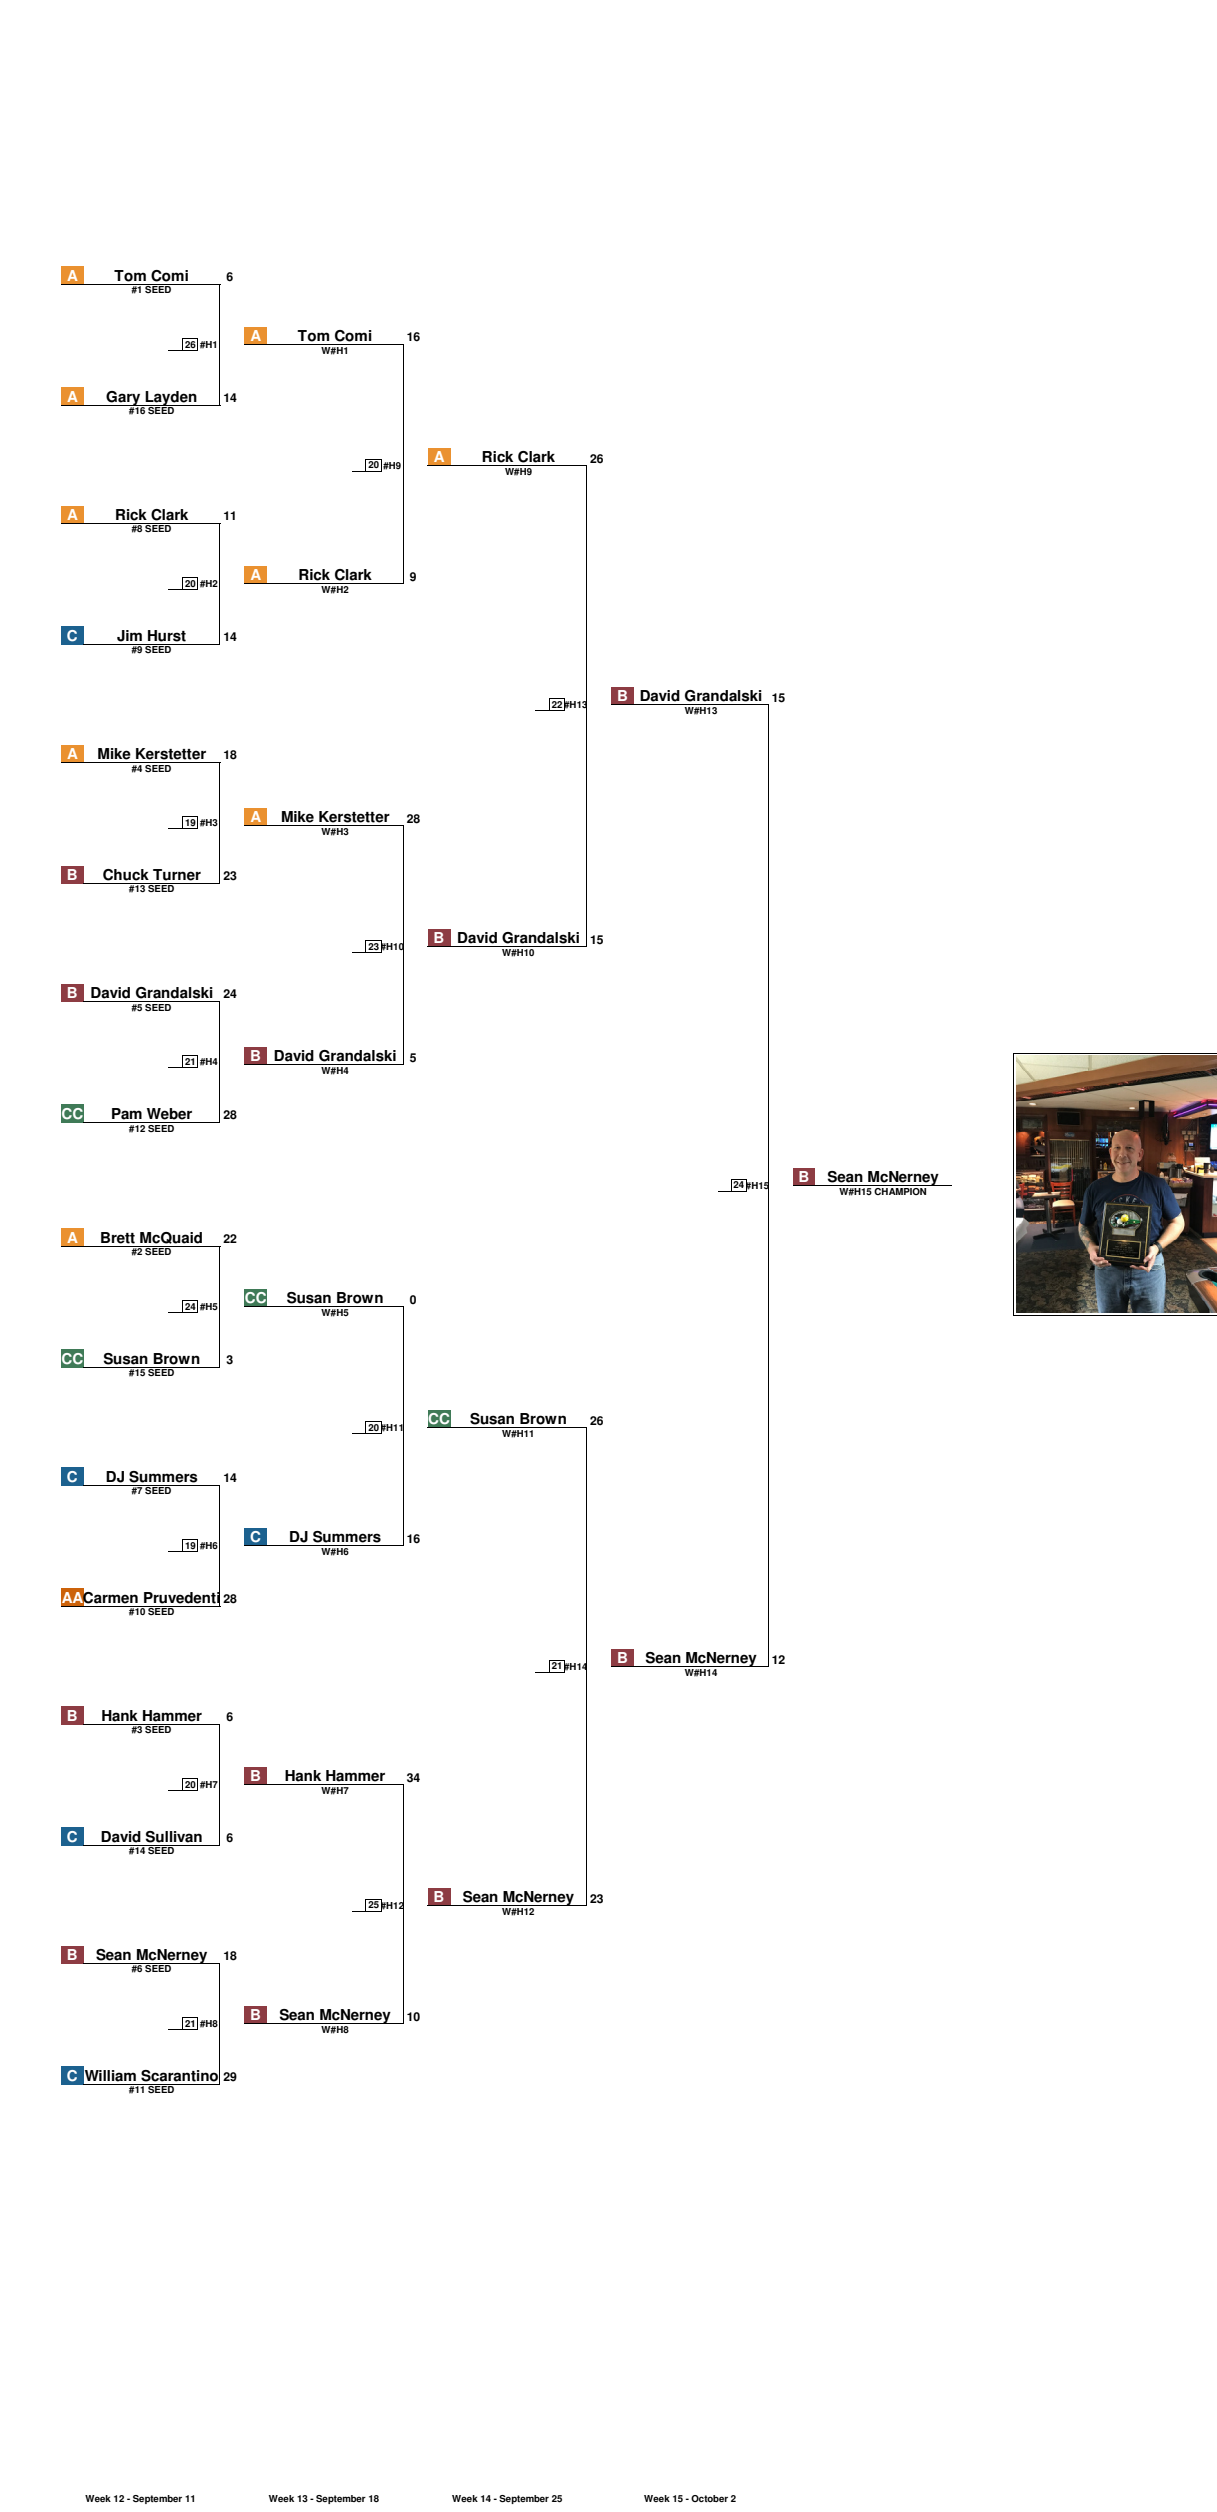 A Tom Comi 6
#1 SEED
26 #H1
A Gary Layden 14
#16 SEED
A Rick Clark 11
#8 SEED
20 #H2
C Jim Hurst 14
#9 SEED
A Mike Kerstetter 18
#4 SEED
19 #H3
B Chuck Turner 23
#13 SEED
B David Grandalski 24
#5 SEED
21 #H4
CC Pam Weber 28
#12 SEED
A Brett McQuaid 22
#2 SEED
24 #H5
CC Susan Brown 3
#15 SEED
C DJ Summers 14
#7 SEED
19 #H6
AA Carmen Pruvedenti 28
#10 SEED
B Hank Hammer 6
#3 SEED
20 #H7
C David Sullivan 6
#14 SEED
B Sean McNerney 18
#6 SEED
21 #H8
C William Scarantino 29
#11 SEED
A Tom Comi 16
W#H1
20 #H9
A Rick Clark 9
W#H2
A Mike Kerstetter 28
W#H3
23 #H10
B David Grandalski 5
W#H4
CC Susan Brown 0
W#H5
20 #H11
C DJ Summers 16
W#H6
B Hank Hammer 34
W#H7
25 #H12
B Sean McNerney 10
W#H8
A Rick Clark 26
W#H9
22 #H13
B David Grandalski 15
W#H10
CC Susan Brown 26
W#H11
21 #H14
B Sean McNerney 23
W#H12
B David Grandalski 15
W#H13
24 #H15
B Sean McNerney 12
W#H14
B Sean McNerney
W#H15 CHAMPION
Week 12 - September 11
Week 13 - September 18
Week 14 - September 25
Week 15 - October 2